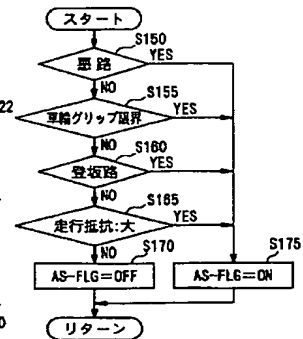 スタート
S150
悪路
YES
NO
S155
22
車輪グリップ限界
YES
NO
S160
登坂路
YES
NO
S165
走行抵抗:大
YES
NO
S170
S175
AS-FLG=OFF
AS-FLG=ON
リターン
0